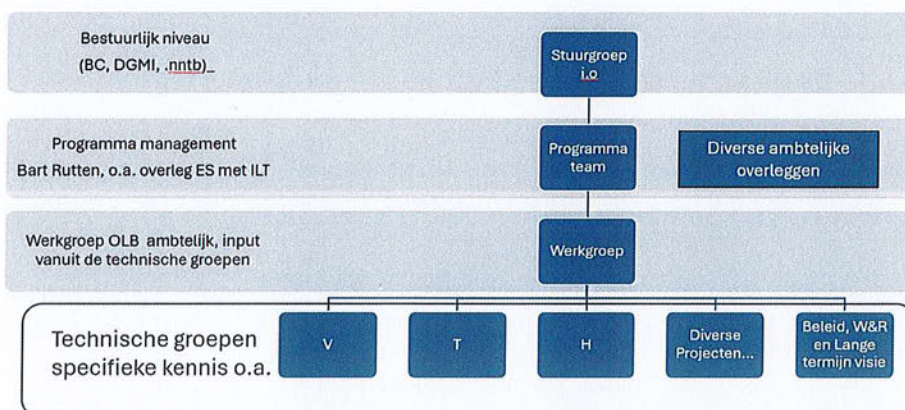 Bestuurlijk niveau
(BC, DGMI, .nntb)_
Stuurgroep
i.o
Programma management
Bart Rutten, o.a. overleg ES met ILT
Programma
team
Diverse ambtelijke
overleggen
Werkgroep OLB  ambtelijk, input
vanuit de technische groepen
Werkgroep
Technische groepen
specifieke kennis o.a.
V
T
H
Diverse
Projecten...
Beleid, W&R
en Lange
termijn visie